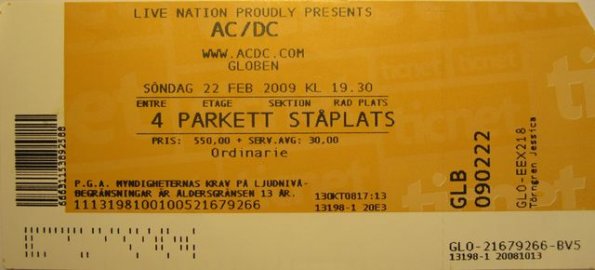 LIVE NATION PROUDLY PRESENTS
AC/DC
WWW.ACDC.COM
GLOBEN
SÖNDAG 22 FEB 2009 KL 19.30
ENTRE ETAGE SEKTION RAD PLATS
4 PARKETT STÅPLATS
PRIS: 550,00 + SERV.AVG: 30,00
Ordinarie
P.G.A. MYNDIGHETERNAS KRAV PÅ LJUDNIVÅ-
BEGRÄNSNINGAR ÄR ÅLDERSGRÄNSEN 13 ÅR.
1113198100100521679266
13OKT0817:13
13198-1 20E3
GLB
090222
GLO-EEX218
Törngren Jessica
GLO-21679266-BV5
13198-1 20081013